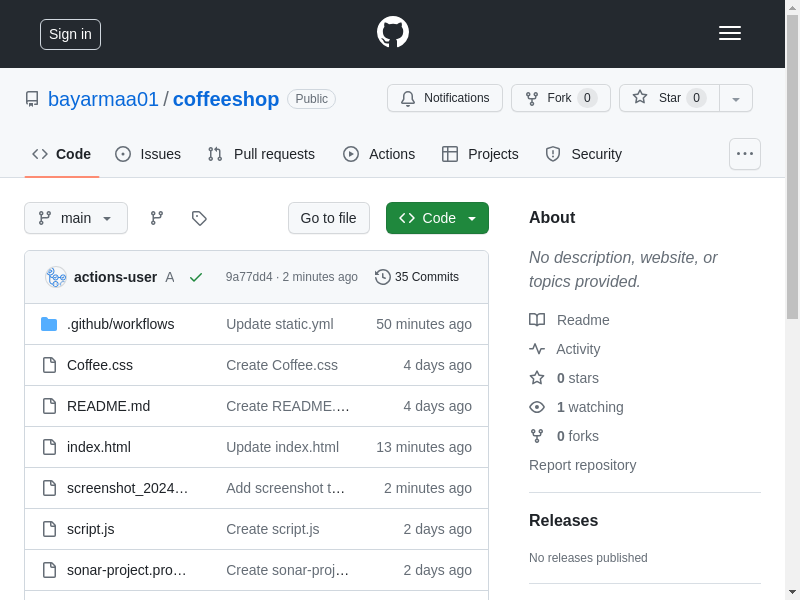 Sign in
bayarmaa01 / coffeeshop Public
Notifications
Fork 0
Star 0
Code
Issues
Pull requests
Actions
Projects
Security
main
Go to file
Code
actions-user A
9a77dd4 · 2 minutes ago
35 Commits
.github/workflows Update static.yml 50 minutes ago
Coffee.css Create Coffee.css 4 days ago
README.md Create README.… 4 days ago
index.html Update index.html 13 minutes ago
screenshot_2024… Add screenshot t… 2 minutes ago
script.js Create script.js 2 days ago
sonar-project.pro… Create sonar-proj… 2 days ago
About
No description, website, or
topics provided.
Readme
Activity
0 stars
1 watching
0 forks
Report repository
Releases
No releases published